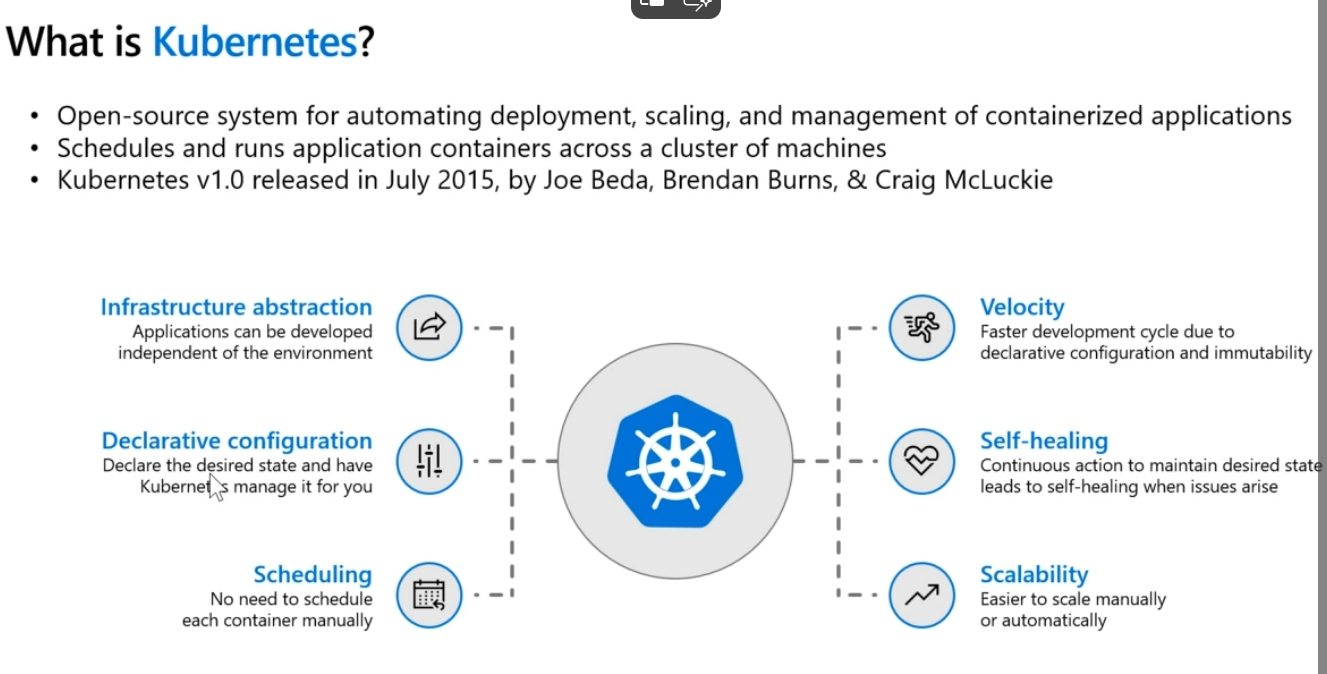 What is Kubernetes?
• Open-source system for automating deployment, scaling, and management of containerized applications
• Schedules and runs application containers across a cluster of machines
• Kubernetes v1.0 released in July 2015, by Joe Beda, Brendan Burns, & Craig McLuckie
Infrastructure abstraction
Applications can be developed
independent of the environment
Declarative configuration
Declare the desired state and have
Kubernetes manage it for you
Scheduling
No need to schedule
each container manually
Velocity
Faster development cycle due to
declarative configuration and immutability
Self-healing
Continuous action to maintain desired state
leads to self-healing when issues arise
Scalability
Easier to scale manually
or automatically